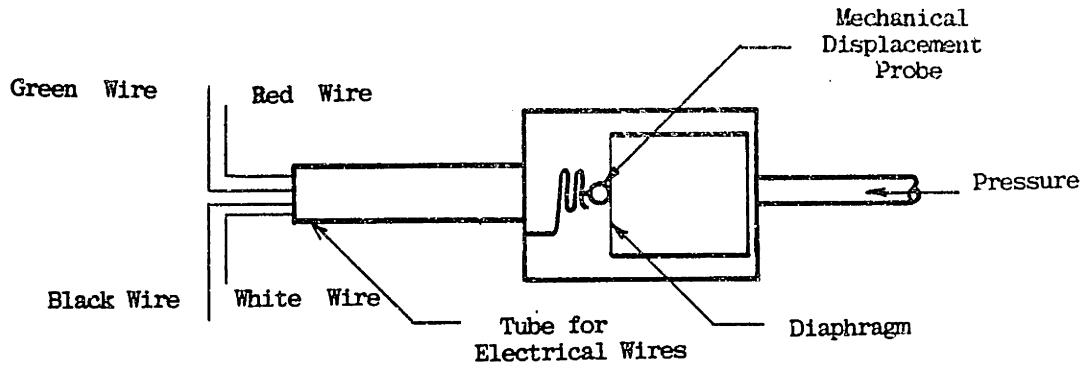 Mechanical
Displacement
Probe
Green Wire
Red Wire
Pressure
Black Wire
White Wire
Tube for
Electrical Wires
Diaphragm